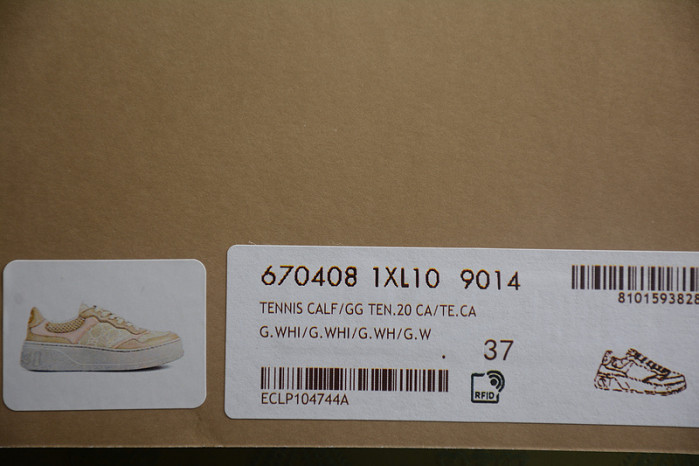 670408 1XL10 9014
8101593828
TENNIS CALF/GG TEN.20 CA/TE.CA
G.WHI/G.WHI/G.WH/G.W
37
RFID
ECLP104744A